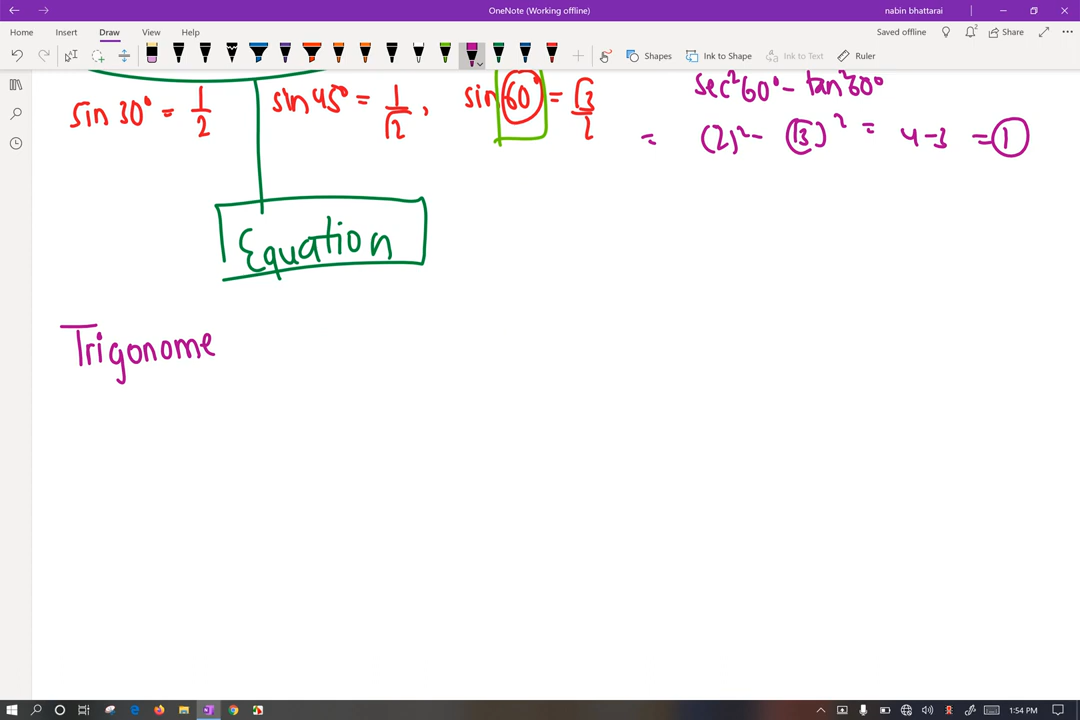 OneNote (Working offline)
nabin bhattarai
Home Insert Draw View Help
Saved offline
Share
Shapes
Ink to Shape
Ink to Text
Ruler
sec²60° - tan²60°
sin 30° = 1/2 sin 45° = 1/√2, sin 60° = √3/2
= (2)² - (√3)² = 4-3 = 1
Equation
Trigonome
1:54 PM